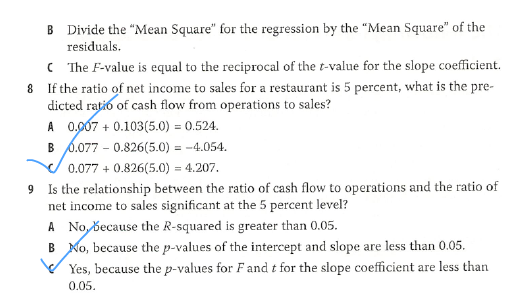 B Divide the “Mean Square” for the regression by the “Mean Square” of the
residuals.
C The F-value is equal to the reciprocal of the t-value for the slope coefficient.
8 If the ratio of net income to sales for a restaurant is 5 percent, what is the pre-
dicted ratio of cash flow from operations to sales?
A 0.007 + 0.103(5.0) = 0.524.
B 0.077 − 0.826(5.0) = −4.054.
C 0.077 + 0.826(5.0) = 4.207.
9 Is the relationship between the ratio of cash flow to operations and the ratio of
net income to sales significant at the 5 percent level?
A No, because the R-squared is greater than 0.05.
B No, because the p-values of the intercept and slope are less than 0.05.
C Yes, because the p-values for F and t for the slope coefficient are less than
0.05.